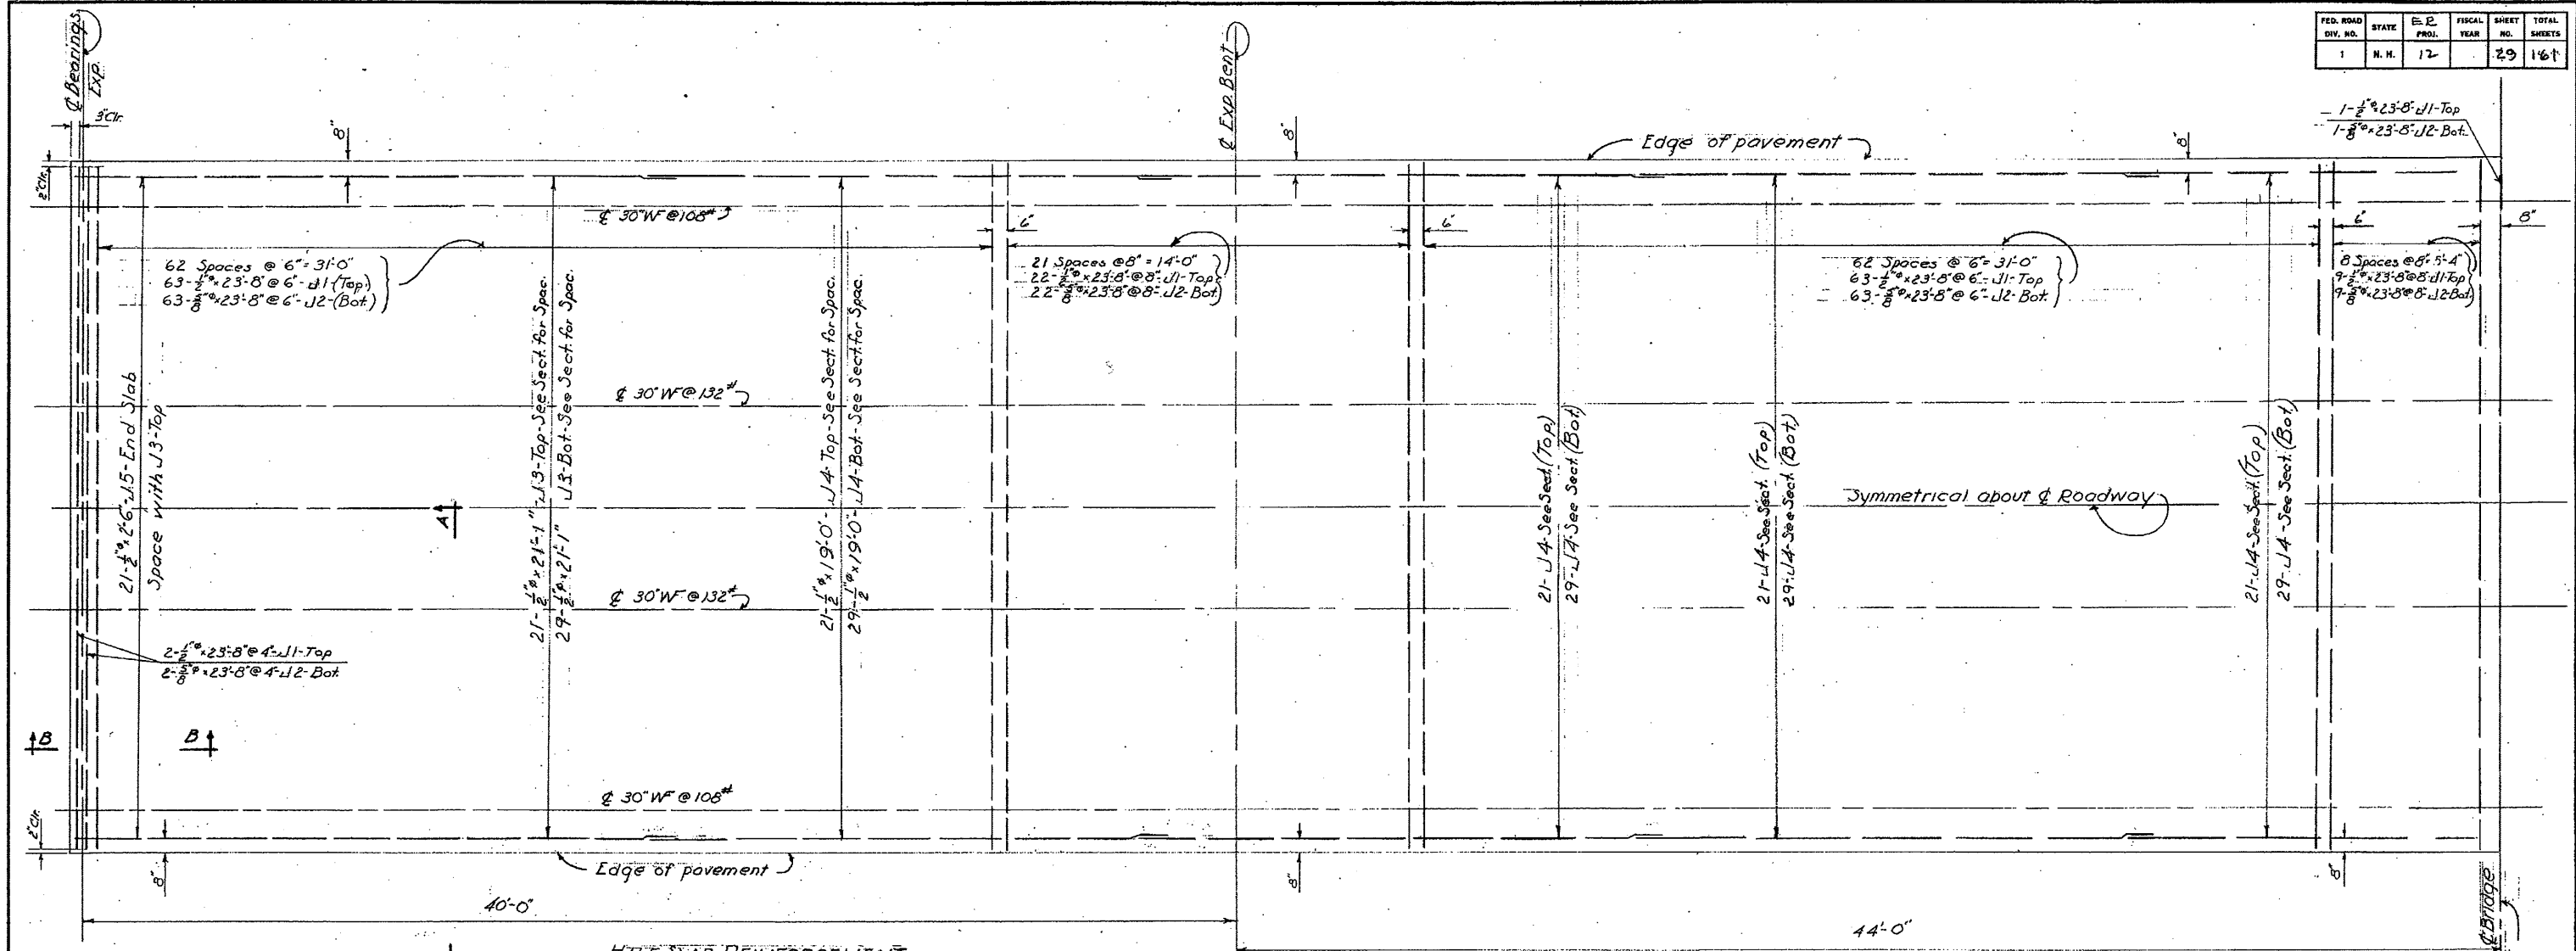 FED. ROAD DIV. NO. STATE ER PROJ. FISCAL YEAR SHEET NO. TOTAL SHEETS
1 N. H. 12 29
℄ Bearings
Exp.
3"Clr.
8"
℄ Exp. Bent
8"
Edge of pavement
8"
1-½"ᶲ×23'-8"-J1-Top
1-⅝"ᶲ×23'-8"-J2-Bot.
2"Clr.
℄ 30"WF@108#
6"
6"
6"
8"
62 Spaces @ 6" = 31'-0"
63-½"ᶲ×23'-8"@6"-J1-(Top)
63-⅝"ᶲ×23'-8"@6"-J2-(Bot.)
21 Spaces @8" = 14'-0"
22-½"ᶲ×23'-8"@8"-J1-Top
22-⅝"ᶲ×23'-8"@8"-J2-Bot.
62 Spaces @ 6" = 31'-0"
63-½"ᶲ×23'-8"@6"-J1-Top
63-⅝"ᶲ×23'-8"@6"-J2-Bot.
8 Spaces @8"=5'-4"
9-½"ᶲ×23'-8"@8"-J1-Top
9-⅝"ᶲ×23'-8"@8"-J2-Bot.
21-½"ᶲ×2'-6"-J5-End Slab
Space with J3-Top
21-½"ᶲ×21'-1"-J3-Top-See Sect. for Spac.
29-½"ᶲ×21'-1" J3-Bot-See Sect for Spac.
21-½"ᶲ×19'-0"-J4-Top-See Sect. for Spac.
29-½"ᶲ×19'-0"-J4-Bot-See Sect for Spac.
21-J4-See Sect. (Top)
29-J4-See Sect. (Bot.)
21-J4-See Sect. (Top)
29-J4-See Sect. (Bot.)
21-J4-See Sect. (Top)
29-J4-See Sect. (Bot.)
℄ 30"WF@132#
A
Symmetrical about ℄ Roadway
℄ 30"WF@132#
2-½"ᶲ×23'-8"@4"-J1-Top
2-⅝"ᶲ×23'-8"@4"-J2-Bot.
B
B
℄ 30"WF@108#
2"Clr.
8"
Edge of pavement
8"
8"
40'-0"
44'-0"
℄ Bridge
SLAB REINFORCEMENT